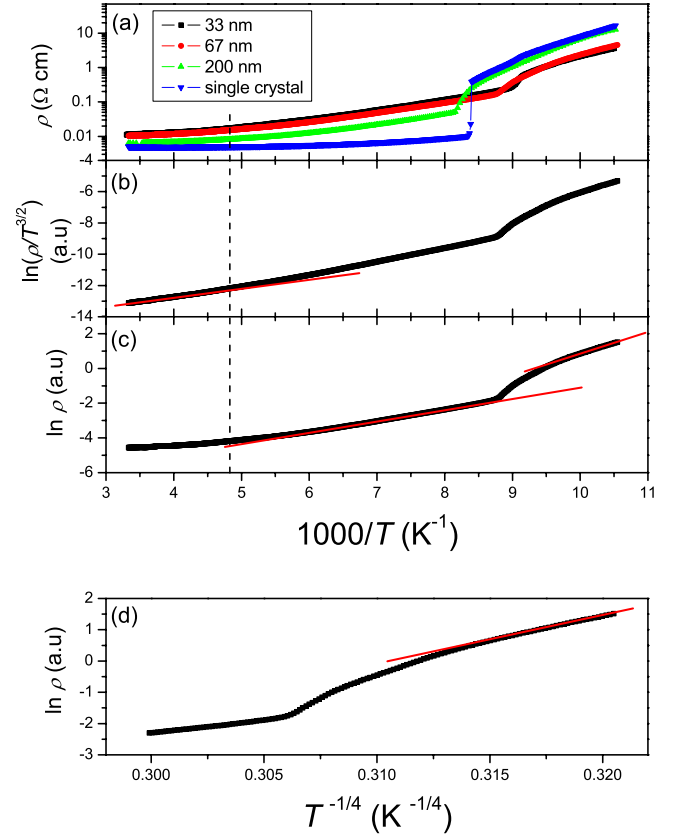 (a)
33 nm
67 nm
200 nm
single crystal
10
1
0.1
0.01
ρ (Ω cm)
-4
-6
-8
-10
-12
-14
(b)
ln(ρ/T^3/2)
(a.u)
2
0
-2
-4
-6
(c)
ln ρ (a.u)
3 4 5 6 7 8 9 10 11
1000/T (K^-1)
2
1
0
-1
-2
-3
(d)
ln ρ (a.u)
0.300 0.305 0.310 0.315 0.320
T^-1/4 (K^-1/4)